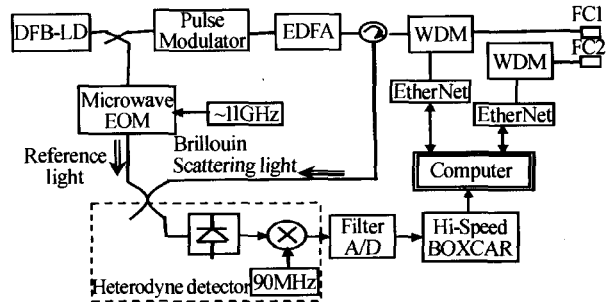 DFB-LD
Pulse
Modulator
EDFA
WDM
FC1
WDM
FC2
EtherNet
EtherNet
Microwave
EOM
~11GHz
Reference
light
Brillouin
Scattering light
Computer
Filter
A/D
Hi-Speed
BOXCAR
Heterodyne detector
90MHz